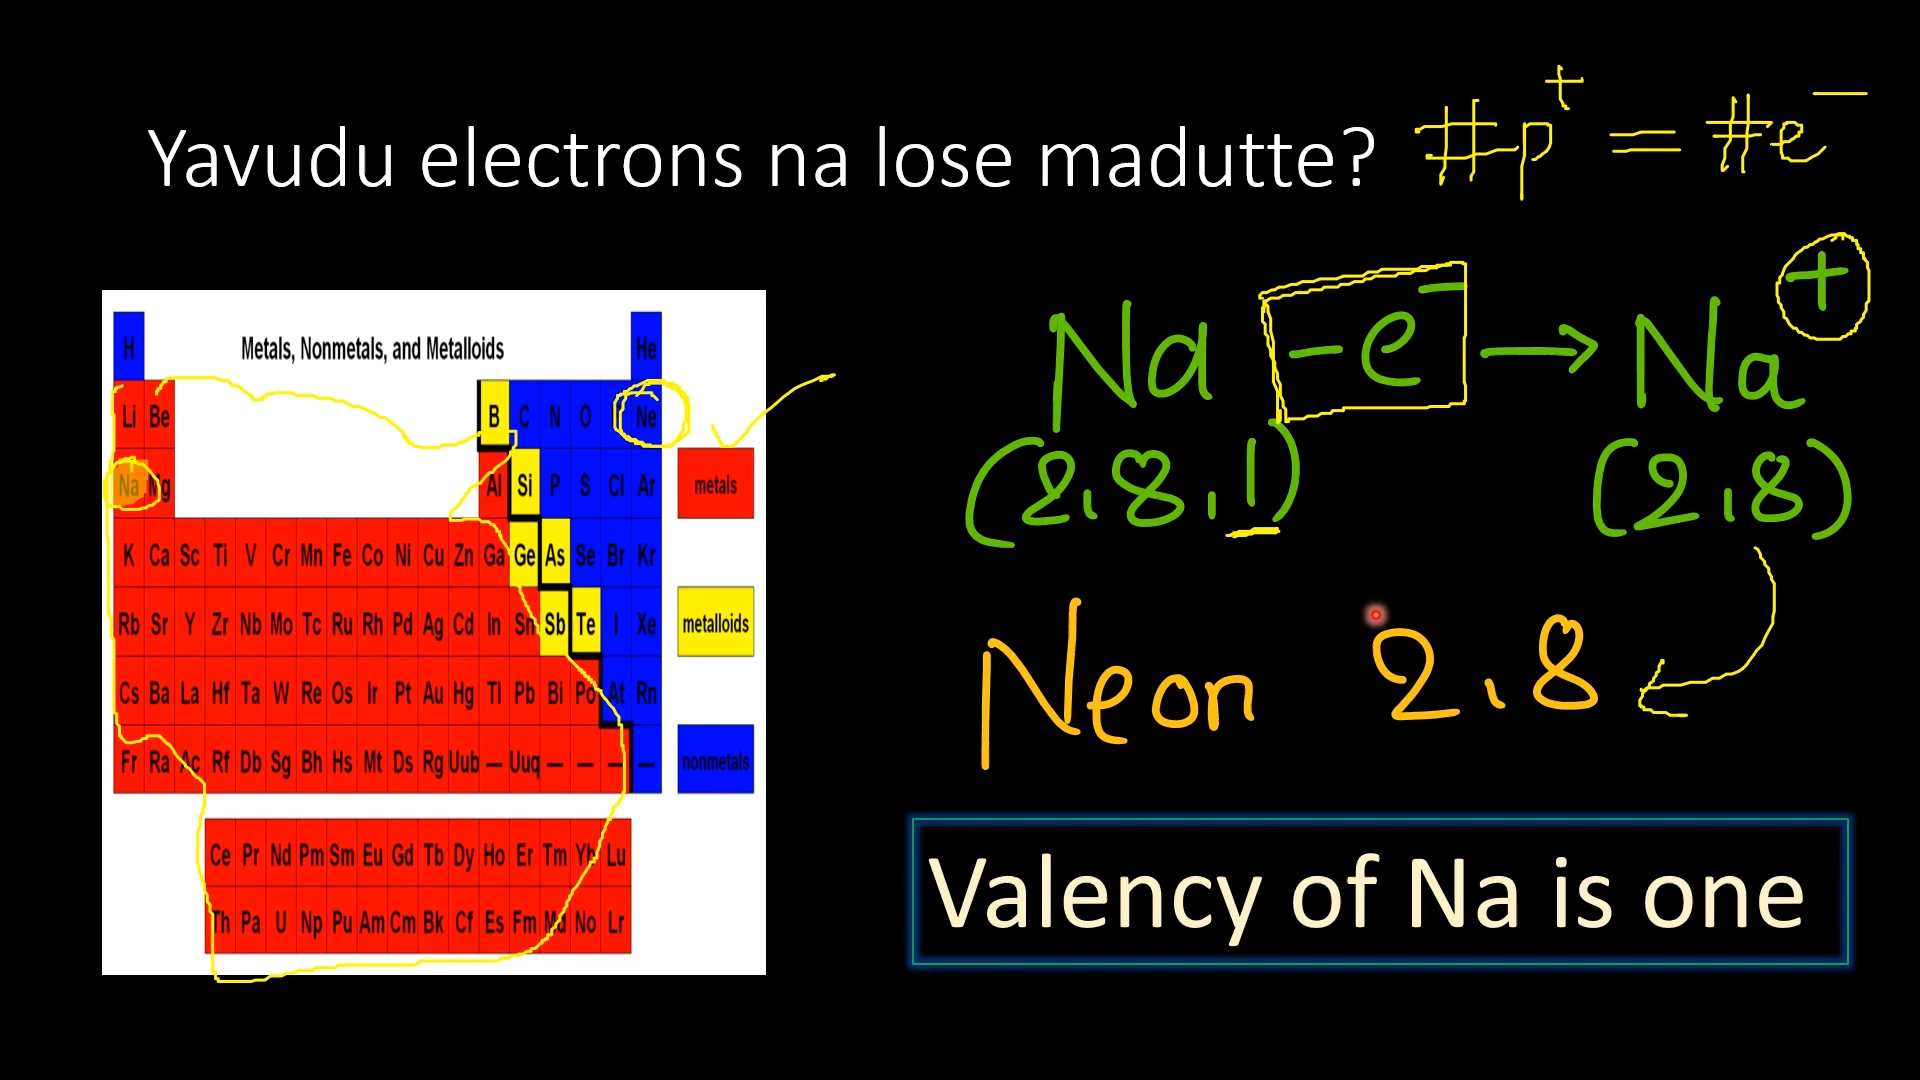 Yavudu electrons na lose madutte?
#p⁺ = #e⁻
Metals, Nonmetals, and Metalloids
H He
Li Be B C N O Ne
Na Mg Al Si P S Cl Ar
K Ca Sc Ti V Cr Mn Fe Co Ni Cu Zn Ga Ge As Se Br Kr
Rb Sr Y Zr Nb Mo Tc Ru Rh Pd Ag Cd In Sn Sb Te I Xe
Cs Ba La Hf Ta W Re Os Ir Pt Au Hg Tl Pb Bi Po At Rn
Fr Ra Ac Rf Db Sg Bh Hs Mt Ds Rg Uub — Uuq — — — —
Ce Pr Nd Pm Sm Eu Gd Tb Dy Ho Er Tm Yb Lu
Th Pa U Np Pu Am Cm Bk Cf Es Fm Md No Lr
metals
metalloids
nonmetals
Na - e⁻ → Na⁺
(2,8,1) (2,8)
Neon 2,8
Valency of Na is one